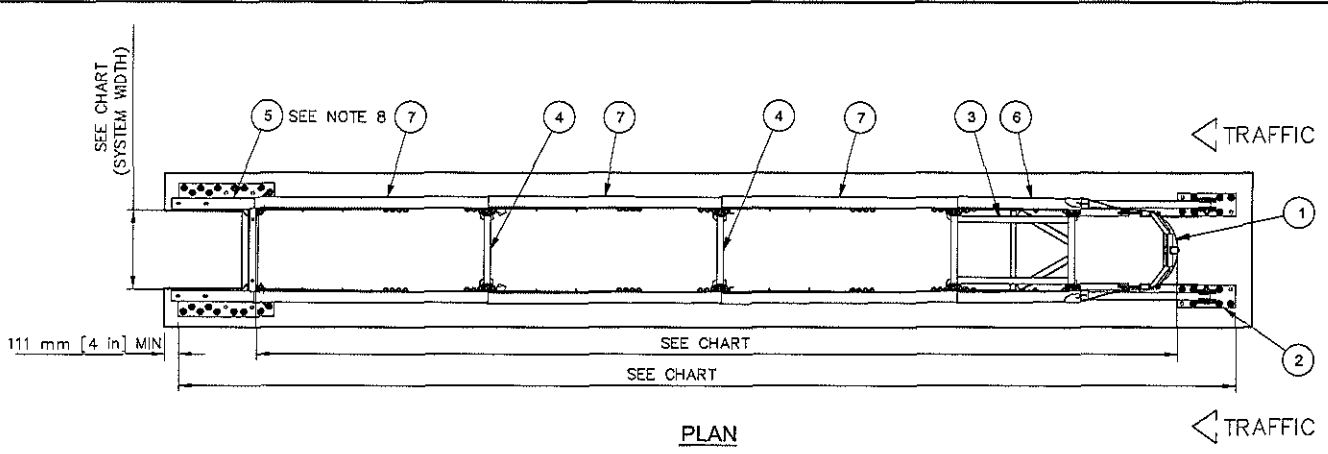 SEE CHART
(SYSTEM WIDTH)
5 SEE NOTE 8 7 4 7 7 3 6
TRAFFIC
1
111 mm [4 in] MIN
SEE CHART
2
SEE CHART
PLAN
TRAFFIC